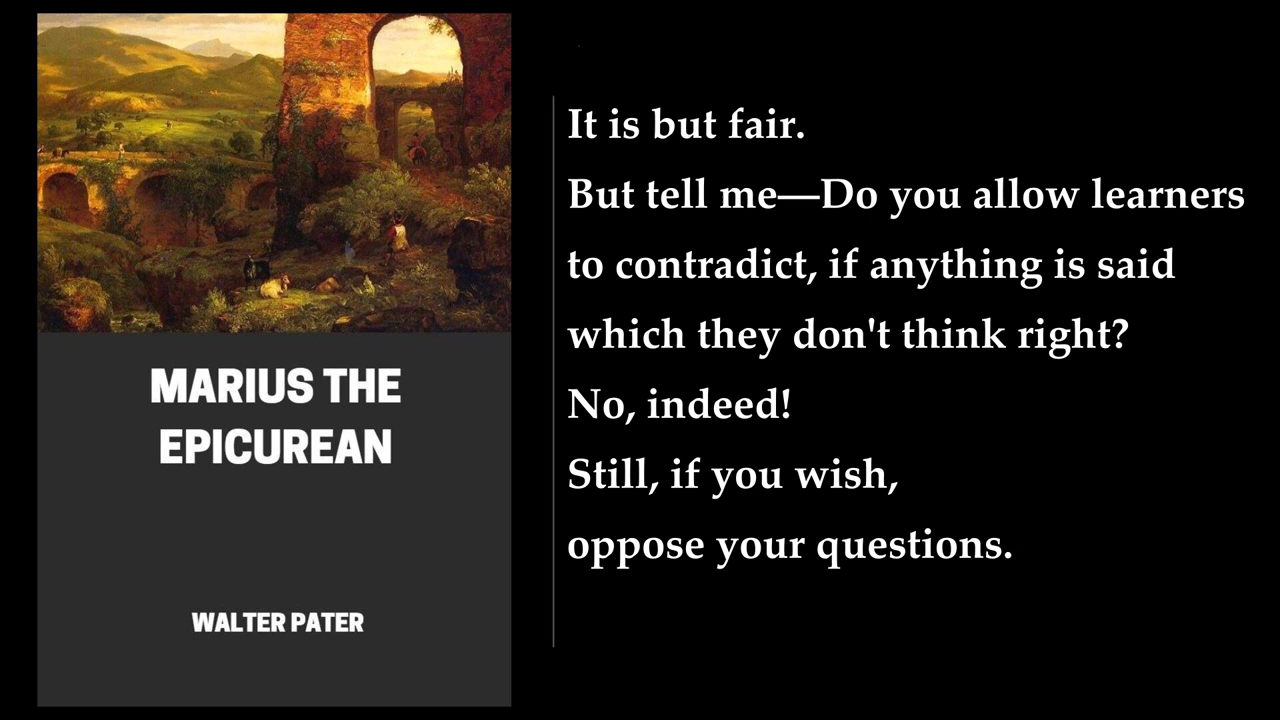 MARIUS THE
EPICUREAN
WALTER PATER
It is but fair.
But tell me—Do you allow learners
to contradict, if anything is said
which they don't think right?
No, indeed!
Still, if you wish,
oppose your questions.